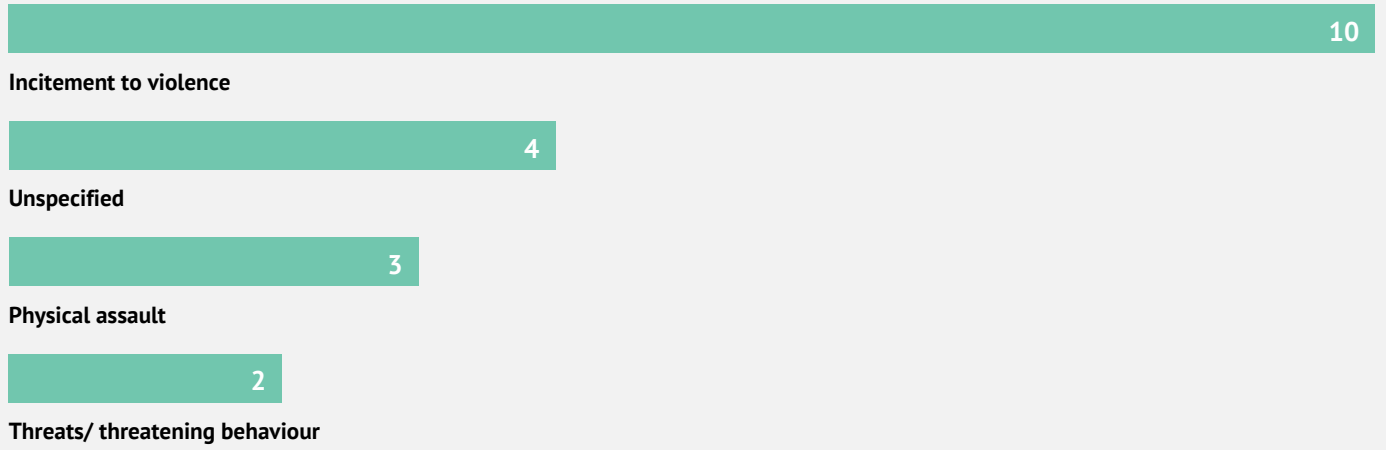 10
Incitement to violence
4
Unspecified
3
Physical assault
2
Threats/ threatening behaviour